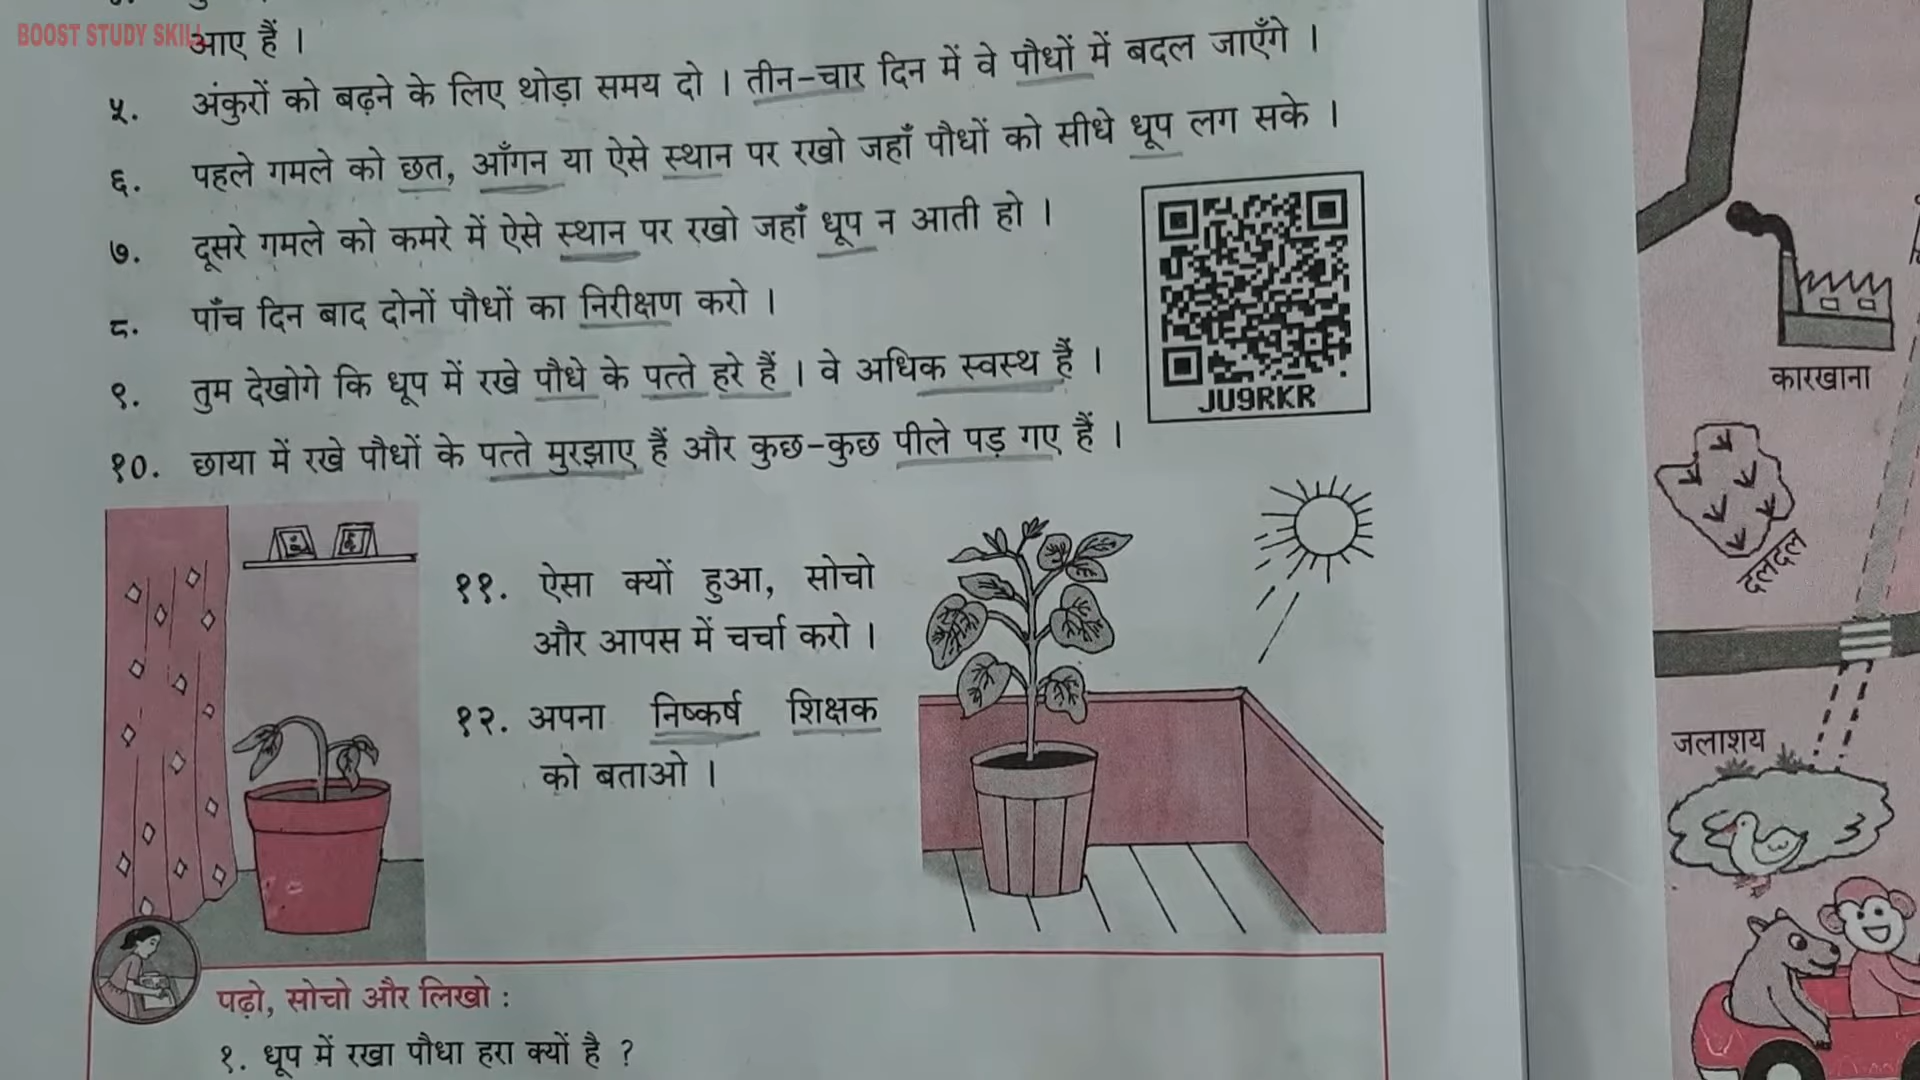 BOOST STUDY SKILL
आए हैं ।
५. अंकुरों को बढ़ने के लिए थोड़ा समय दो । तीन-चार दिन में वे पौधों में बदल जाएँगे ।
६. पहले गमले को छत, आँगन या ऐसे स्थान पर रखो जहाँ पौधों को सीधे धूप लग सके ।
७. दूसरे गमले को कमरे में ऐसे स्थान पर रखो जहाँ धूप न आती हो ।
८. पाँच दिन बाद दोनों पौधों का निरीक्षण करो ।
९. तुम देखोगे कि धूप में रखे पौधे के पत्ते हरे हैं । वे अधिक स्वस्थ हैं ।
१०. छाया में रखे पौधों के पत्ते मुरझाए हैं और कुछ-कुछ पीले पड़ गए हैं ।
JU9RKR
११. ऐसा क्यों हुआ, सोचो
और आपस में चर्चा करो ।
१२. अपना निष्कर्ष शिक्षक
को बताओ ।
पढ़ो, सोचो और लिखो :
१. धूप में रखा पौधा हरा क्यों है ?
कारखाना
दलदल
जलाशय